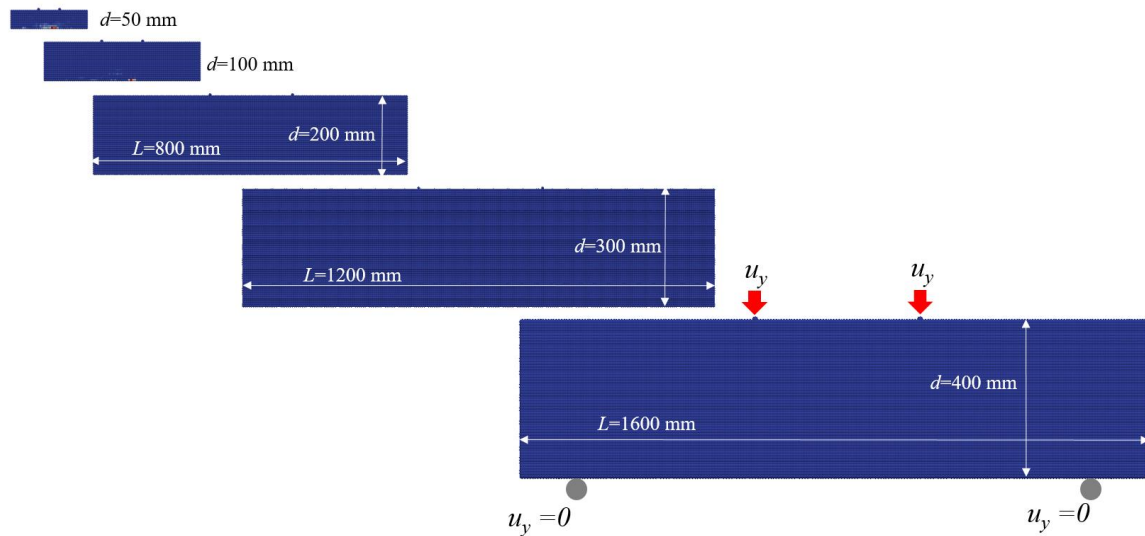 d=50 mm
d=100 mm
d=200 mm
L=800 mm
d=300 mm
L=1200 mm
u_y u_y
d=400 mm
L=1600 mm
u_y =0 u_y =0